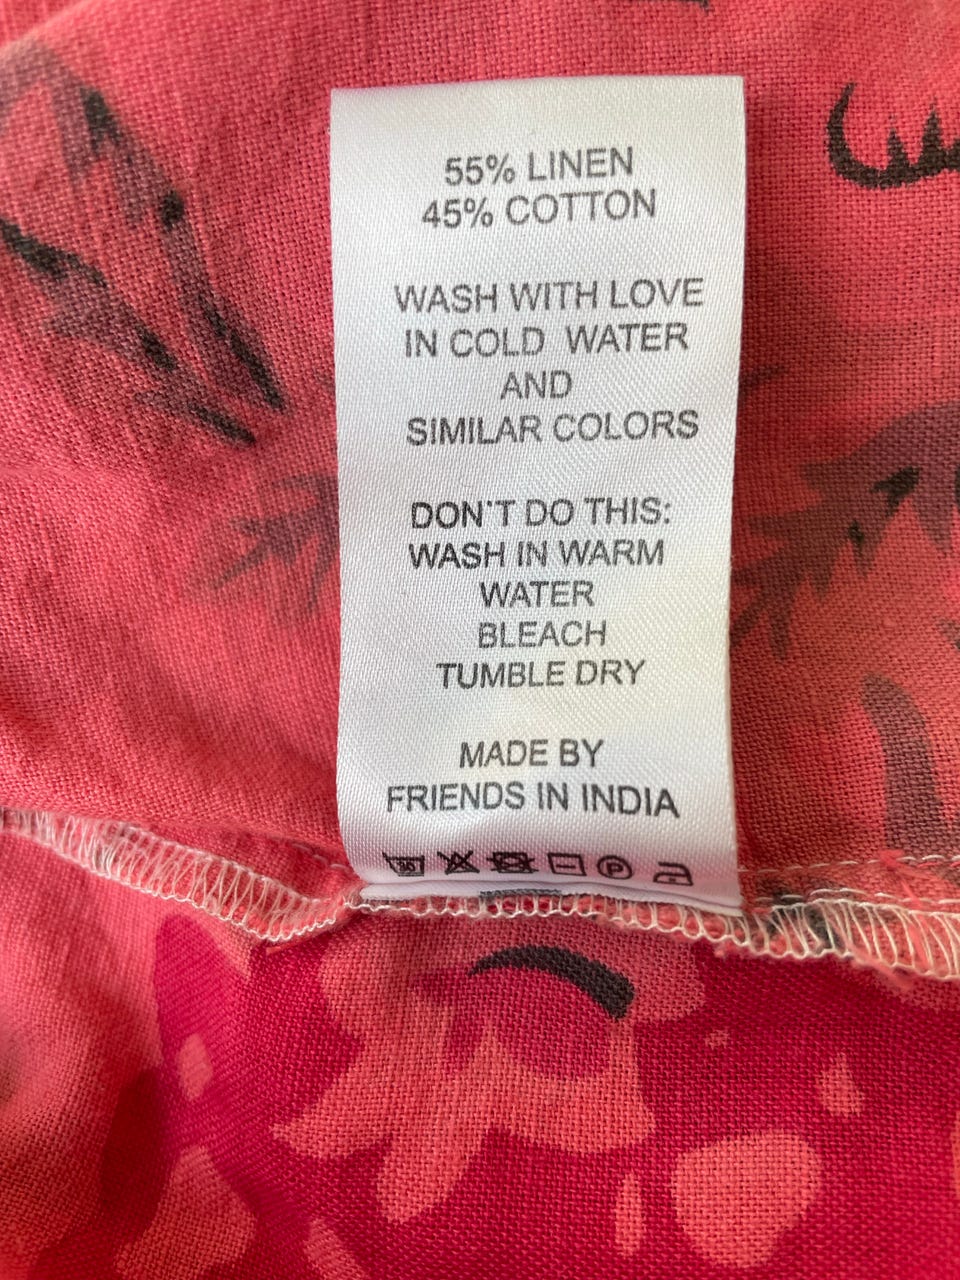 55% LINEN
45% COTTON
WASH WITH LOVE
IN COLD WATER
AND
SIMILAR COLORS
DON'T DO THIS:
WASH IN WARM
WATER
BLEACH
TUMBLE DRY
MADE BY
FRIENDS IN INDIA
30 P